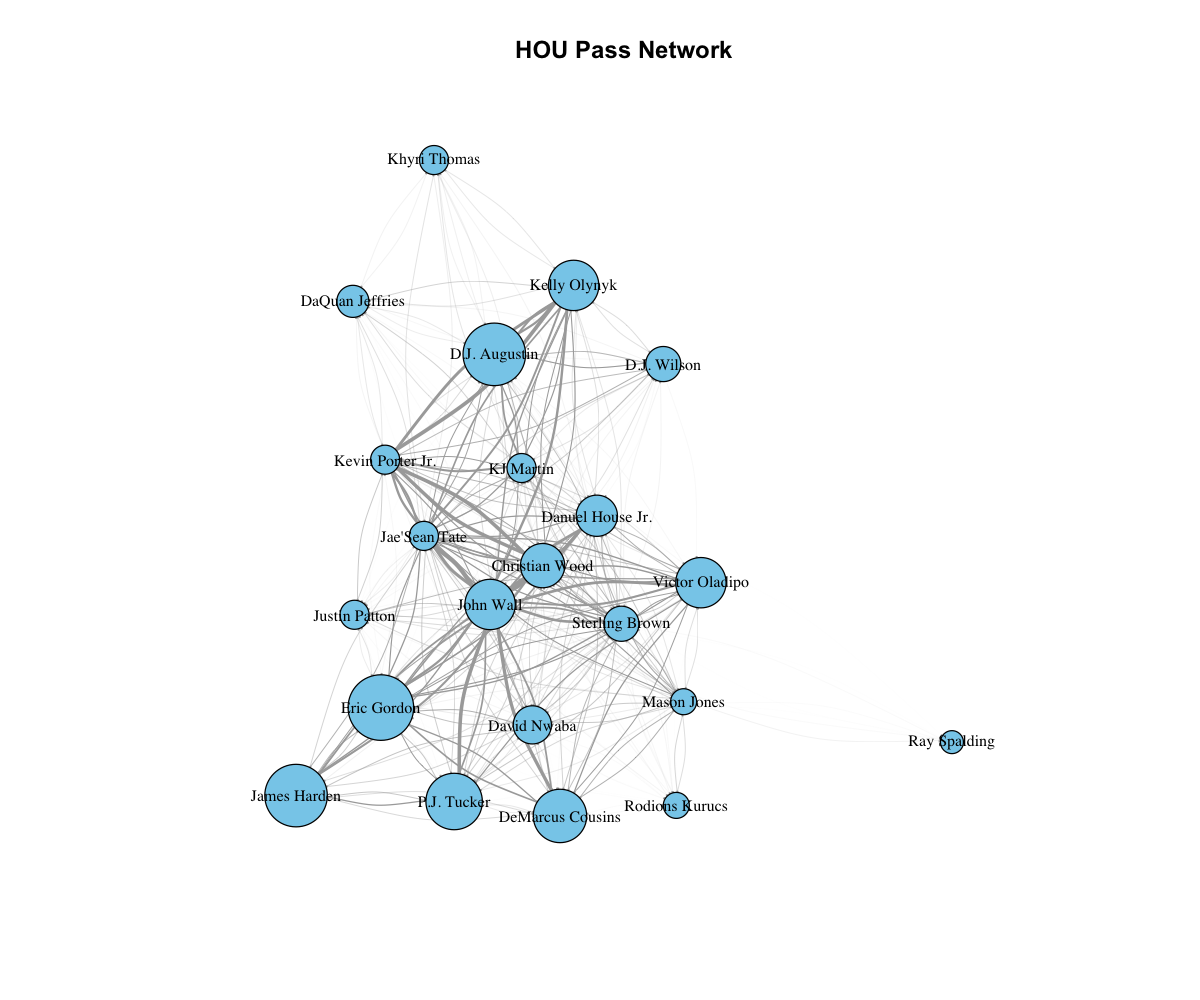 HOU Pass Network
Khyri Thomas
Kelly Olynyk
DaQuan Jeffries
D.J. Augustin
D.J. Wilson
Kevin Porter Jr.
KJ Martin
Danuel House Jr.
Jae'Sean Tate
Christian Wood
Victor Oladipo
John Wall
Justin Patton
Sterling Brown
Mason Jones
Eric Gordon
David Nwaba
Ray Spalding
James Harden
P.J. Tucker
Rodions Kurucs
DeMarcus Cousins